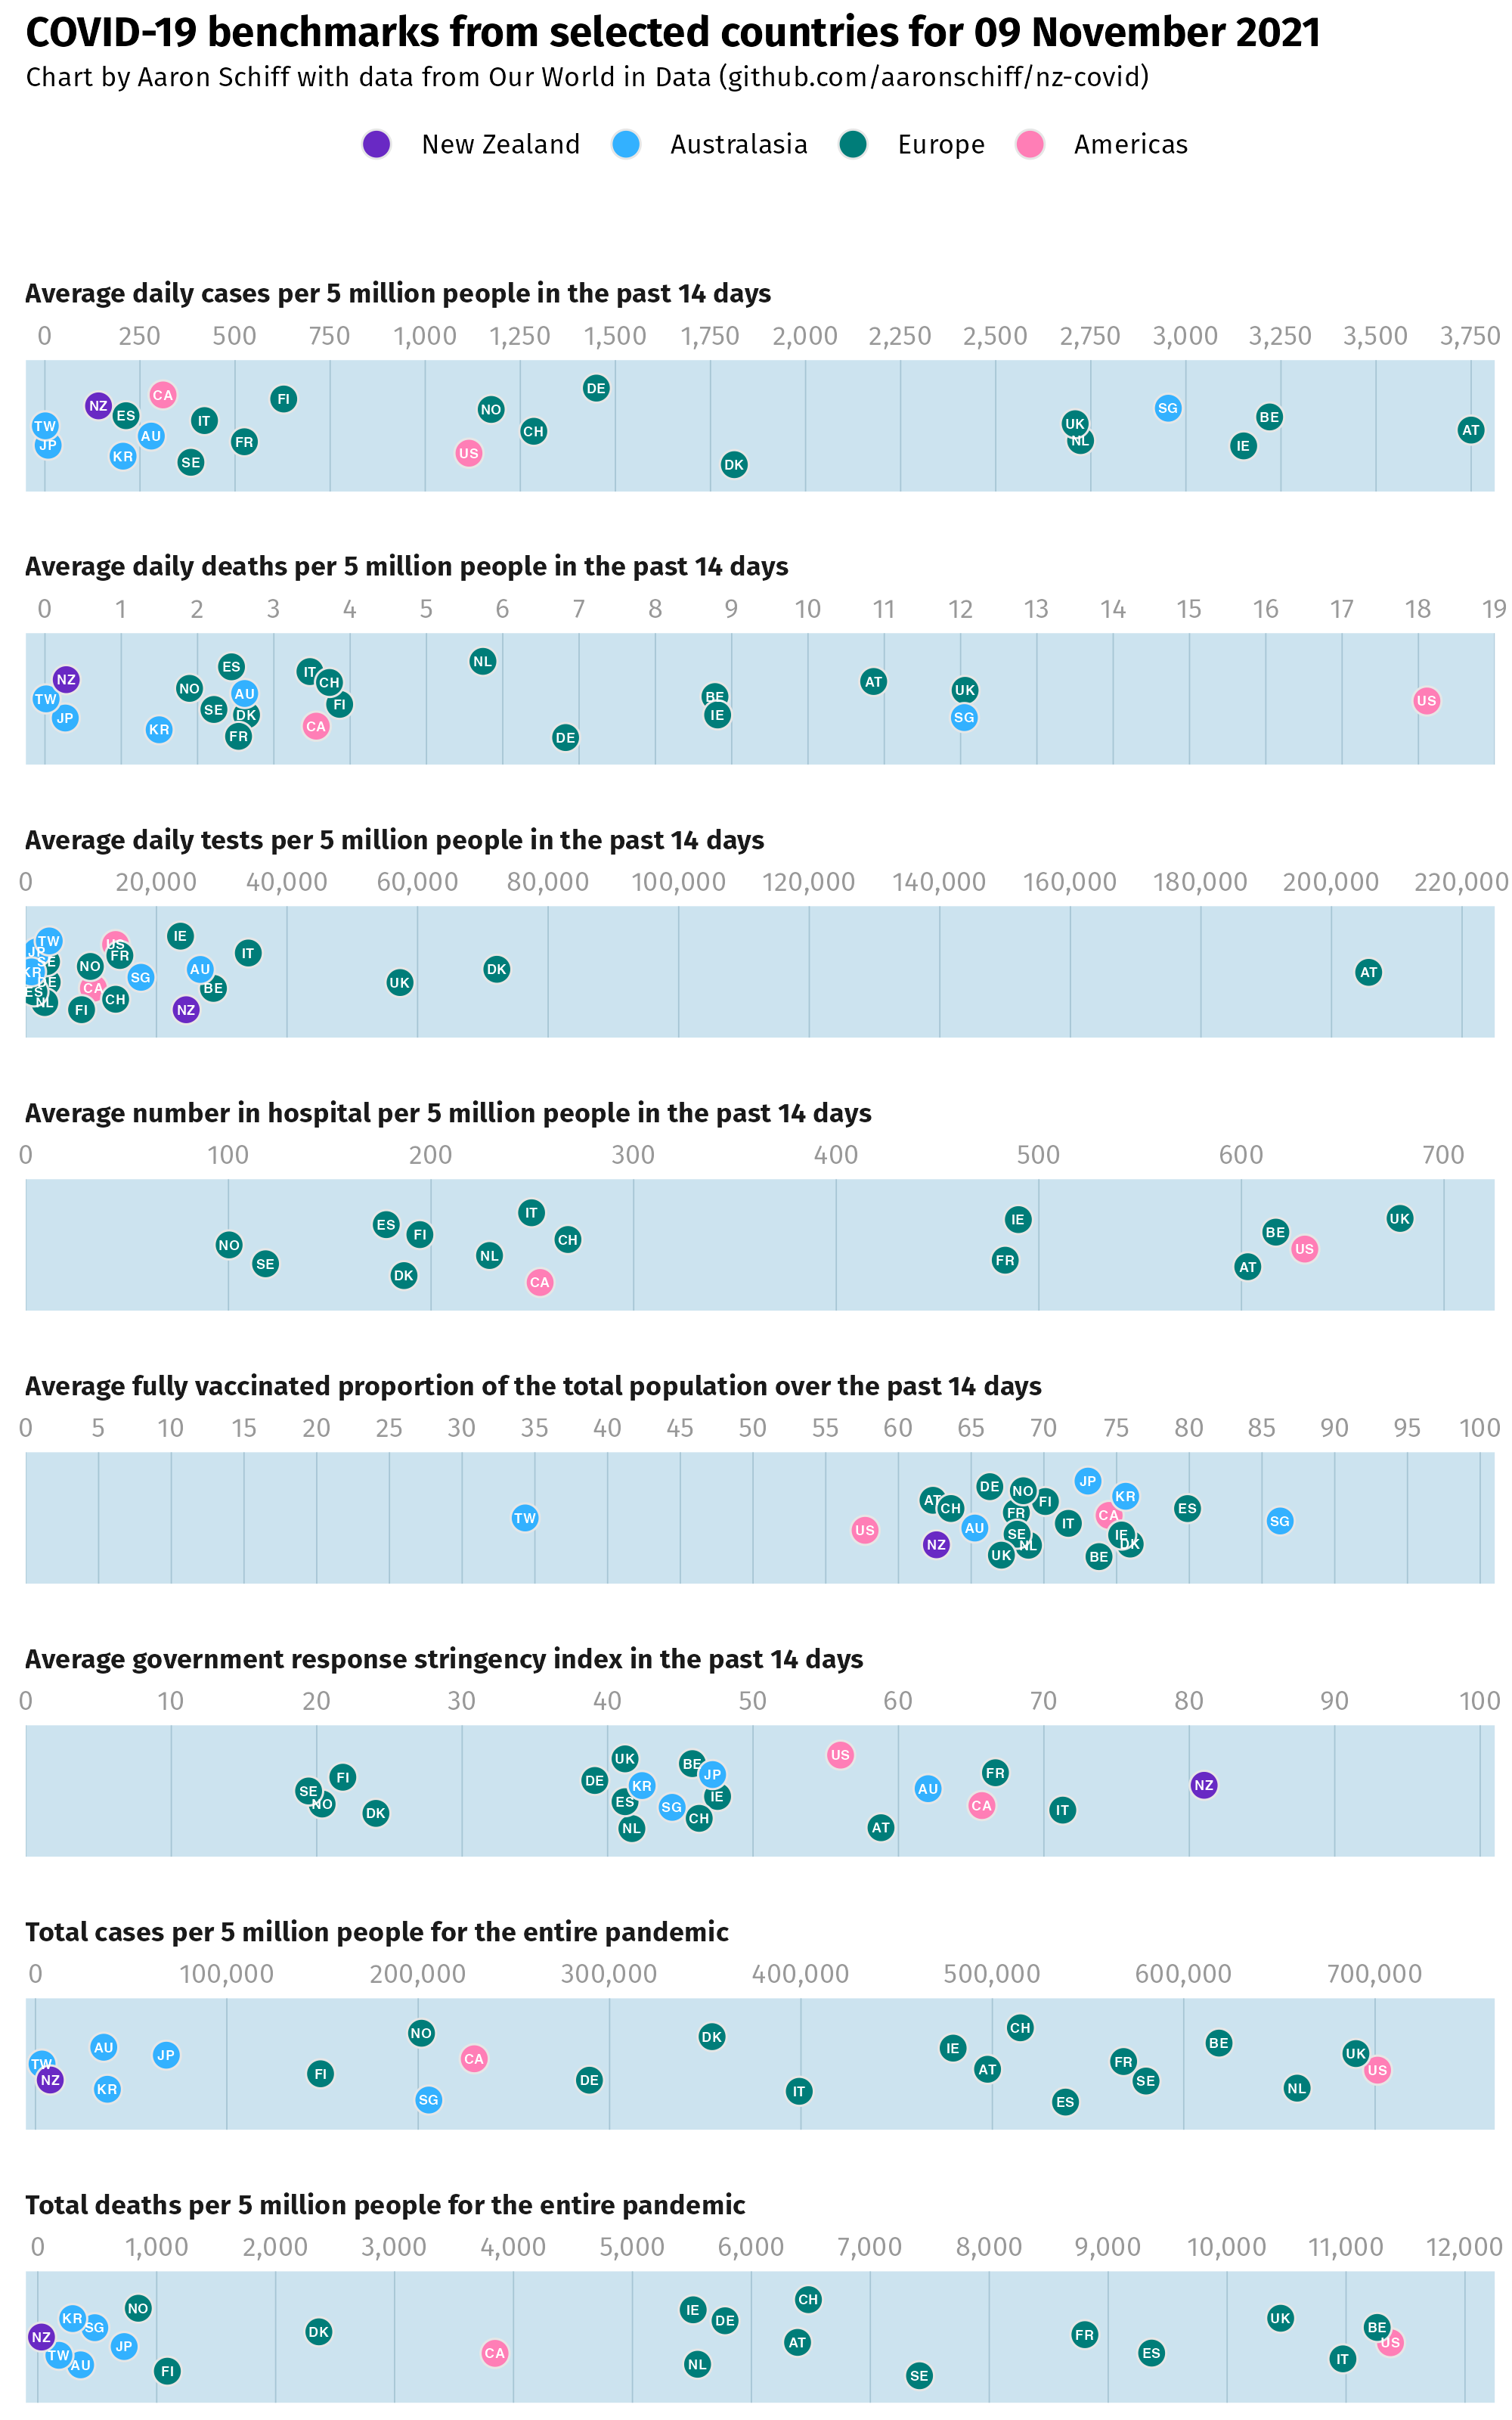 COVID-19 benchmarks from selected countries for 09 November 2021
Chart by Aaron Schiff with data from Our World in Data (github.com/aaronschiff/nz-covid)
New Zealand Australasia Europe Americas
Average daily cases per 5 million people in the past 14 days
0 250 500 750 1,000 1,250 1,500 1,750 2,000 2,250 2,500 2,750 3,000 3,250 3,500 3,750
TW JP NZ ES KR CA AU SE IT FR FI US NO CH DE DK UK NL SG IE BE AT
Average daily deaths per 5 million people in the past 14 days
0 1 2 3 4 5 6 7 8 9 10 11 12 13 14 15 16 17 18 19
TW NZ JP KR NO SE ES FR AU DK IT CA CH FI NL DE BE IE AT UK SG US
Average daily tests per 5 million people in the past 14 days
0 20,000 40,000 60,000 80,000 100,000 120,000 140,000 160,000 180,000 200,000 220,000
TW JP SE KR DE ES NL FI NO CA US FR CH SG IE NZ AU BE IT UK DK AT
Average number in hospital per 5 million people in the past 14 days
0 100 200 300 400 500 600 700
NO SE ES DK FI NL IT CA CH FR IE AT BE US UK
Average fully vaccinated proportion of the total population over the past 14 days
0 5 10 15 20 25 30 35 40 45 50 55 60 65 70 75 80 85 90 95 100
TW US AT NZ CH AU DE UK FR SE NO NL FI IT JP BE CA IE KR DK ES SG
Average government response stringency index in the past 14 days
0 10 20 30 40 50 60 70 80 90 100
SE NO FI DK DE UK ES NL KR SG BE CH JP IE US AT AU CA FR IT NZ
Total cases per 5 million people for the entire pandemic
0 100,000 200,000 300,000 400,000 500,000 600,000 700,000
TW NZ AU KR JP FI NO SG CA DE DK IT IE AT CH ES FR SE BE NL UK US
Total deaths per 5 million people for the entire pandemic
0 1,000 2,000 3,000 4,000 5,000 6,000 7,000 8,000 9,000 10,000 11,000 12,000
NZ TW KR AU SG JP NO FI DK CA IE NL DE AT CH SE FR ES UK IT BE US